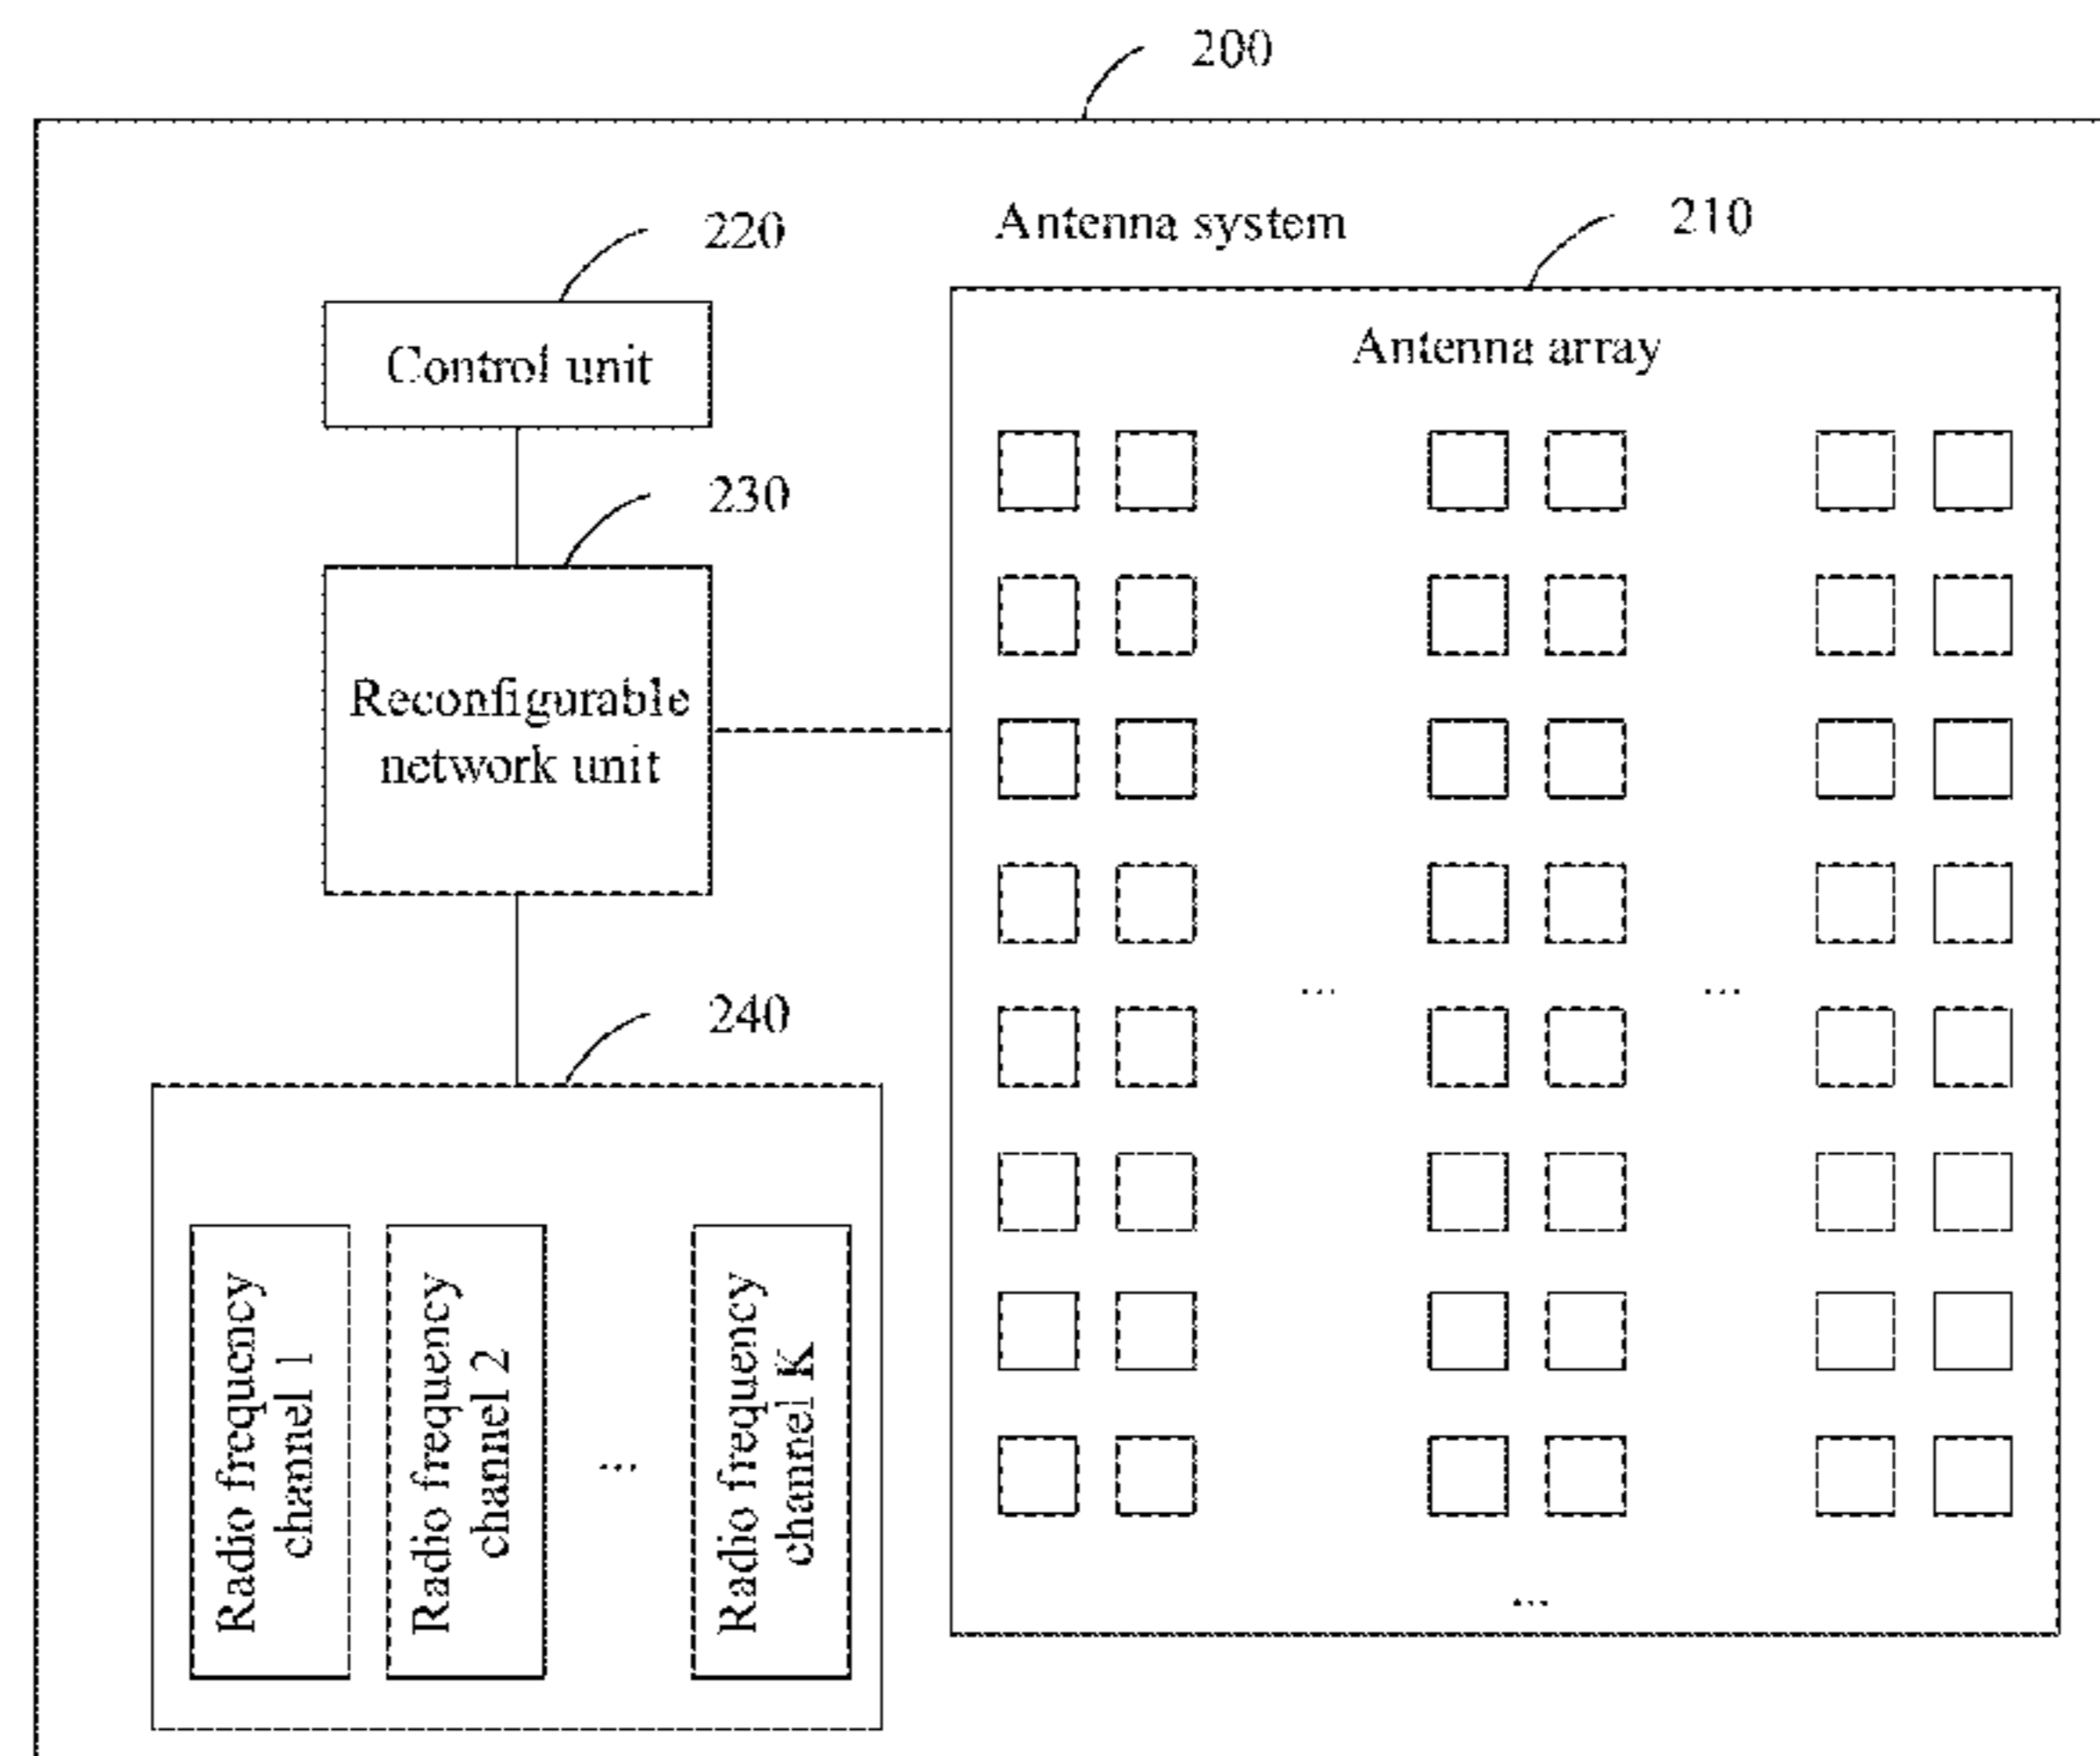 200
Antenna system
220
210
Control unit
Antenna array
230
Reconfigurable
network unit
...
...
240
Radio frequency
channel 1
Radio frequency
channel 2
...
Radio frequency
channel K
...